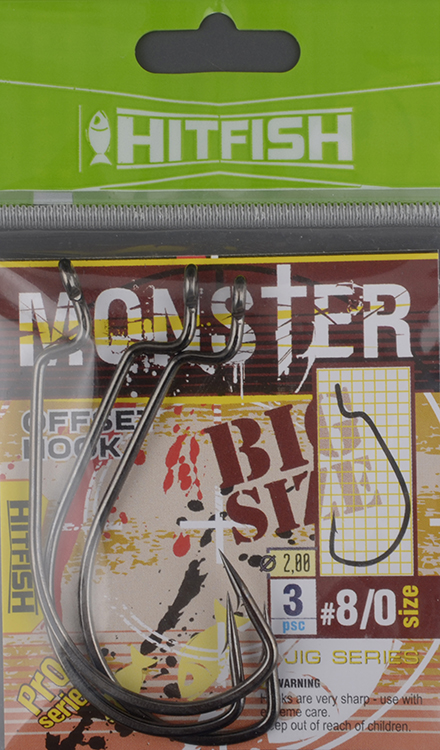 HITFISH
MONSTER
OFFSET
HOOK
BIG
SIZE
HITFISH
Ø 2,00
3
psc
#8/0 size
JIG SERIES
pro
series
WARNING
are very sharp - use with
care.
out of reach of children.